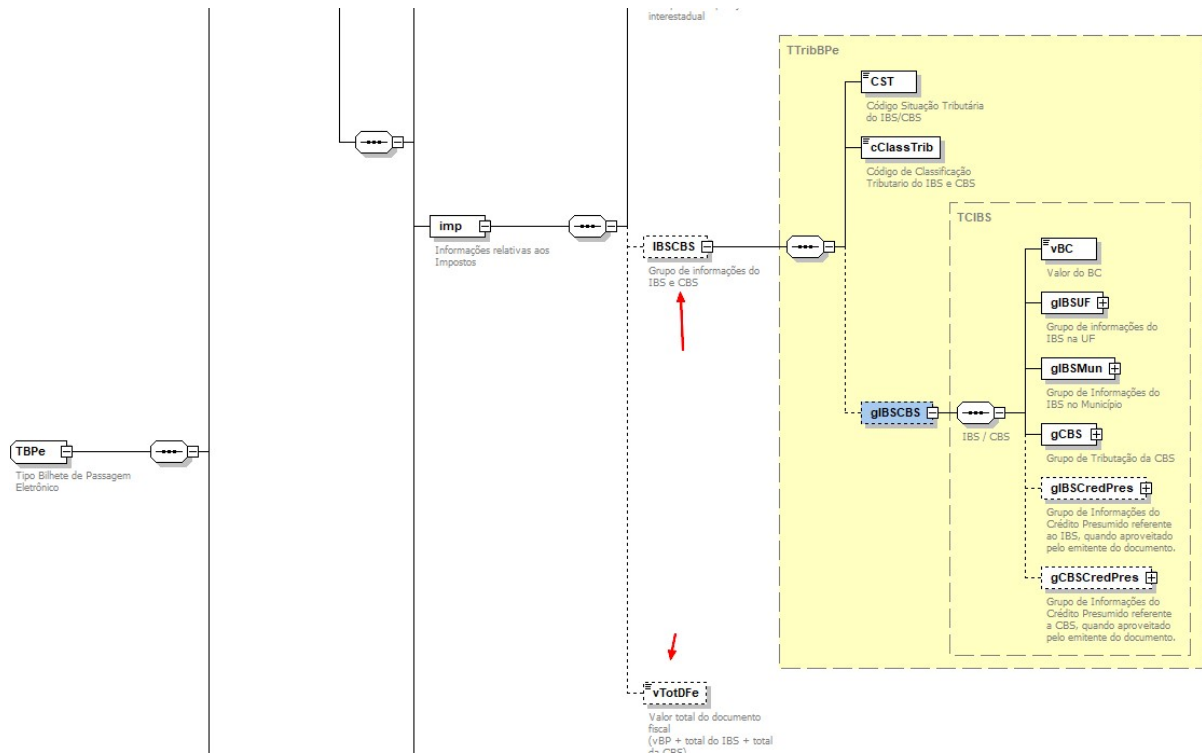 interestadual
TTribBPe
CST
Código Situação Tributária
do IBS/CBS
cClassTrib
Código de Classificação
Tributario do IBS e CBS
TCIBS
imp
Informações relativas aos
Impostos
IBSCBS
Grupo de informações do
IBS e CBS
vBC
Valor do BC
gIBSUF
Grupo de informações do
IBS na UF
gIBSMun
Grupo de Informações do
IBS no Município
gIBSCBS
IBS / CBS
gCBS
Grupo de Tributação da CBS
TBPe
Tipo Bilhete de Passagem
Eletrônico
gIBSCredPres
Grupo de Informações do
Crédito Presumido referente
ao IBS, quando aproveitado
pelo emitente do documento.
gCBSCredPres
Grupo de Informações do
Crédito Presumido referente
a CBS, quando aproveitado
pelo emitente do documento.
vTotDFe
Valor total do documento
fiscal
(vBP + total do IBS + total
da CBS)